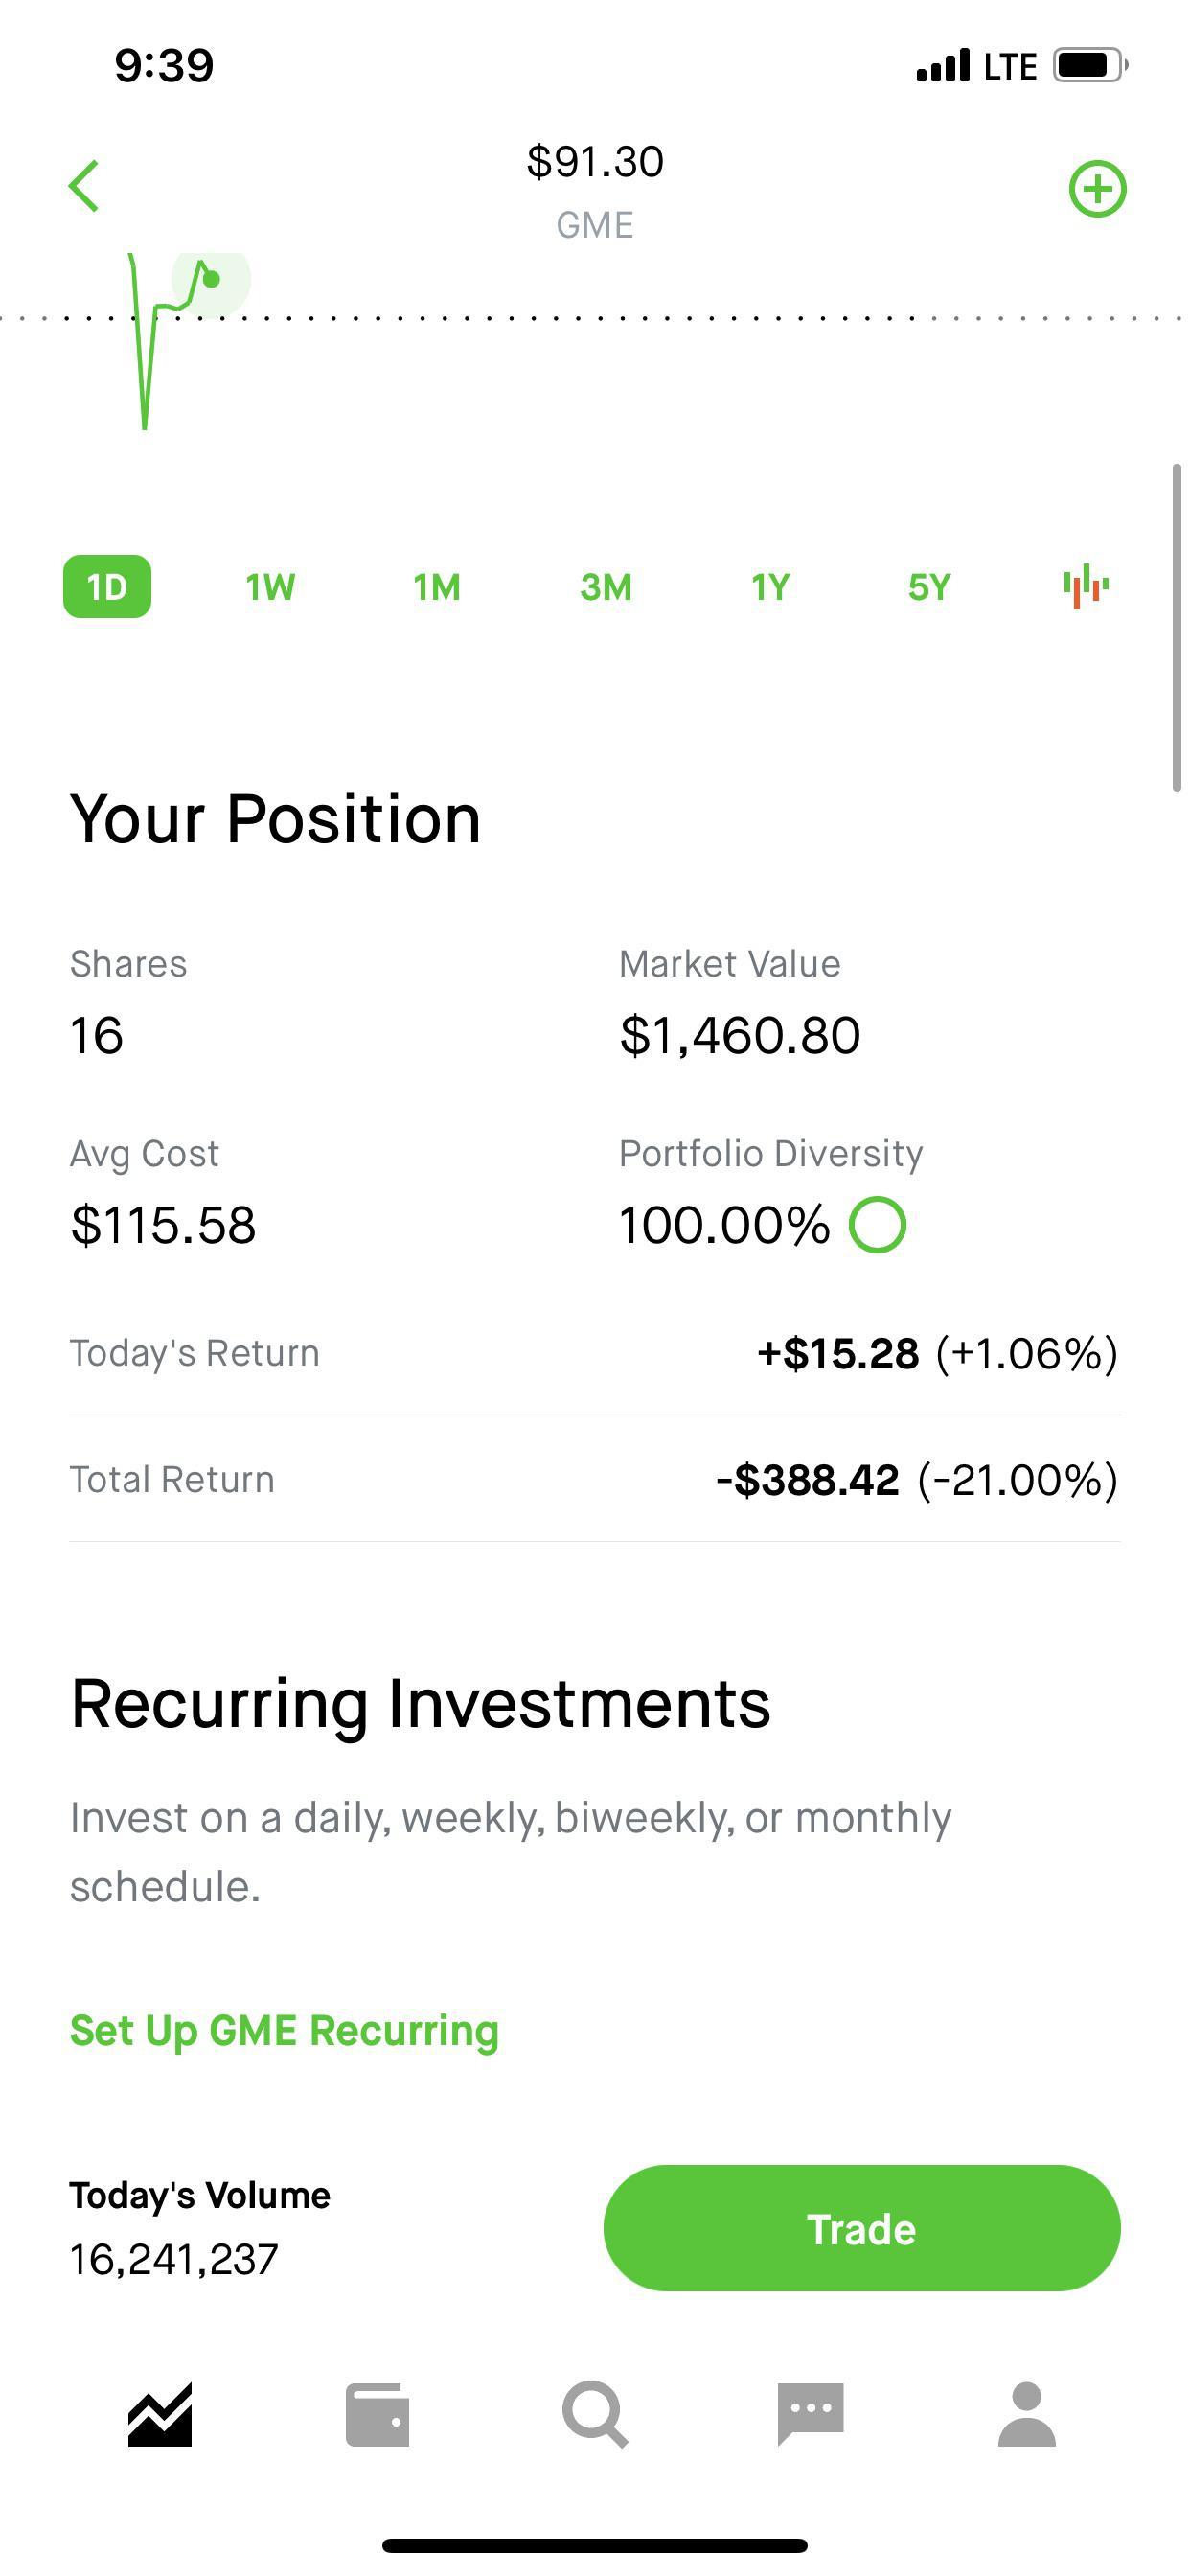 9:39
LTE
$91.30
GME
1D 1W 1M 3M 1Y 5Y
Your Position
Shares Market Value
16 $1,460.80
Avg Cost Portfolio Diversity
$115.58 100.00%
Today's Return +$15.28 (+1.06%)
Total Return -$388.42 (-21.00%)
Recurring Investments
Invest on a daily, weekly, biweekly, or monthly
schedule.
Set Up GME Recurring
Today's Volume
16,241,237
Trade